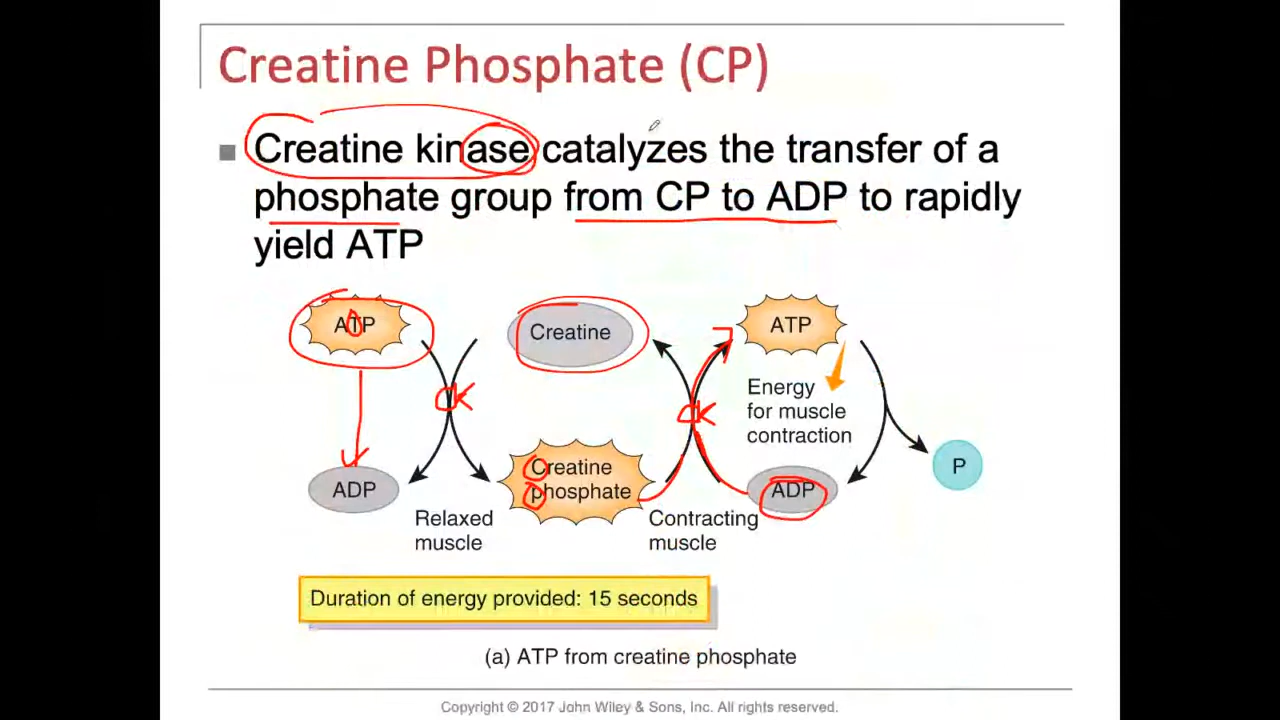 Creatine Phosphate (CP)
Creatine kinase catalyzes the transfer of a
phosphate group from CP to ADP to rapidly
yield ATP
ATP
Creatine
ATP
Energy
for muscle
contraction
CK
CK
Creatine
phosphate
P
ADP
ADP
Relaxed
muscle
Contracting
muscle
Duration of energy provided: 15 seconds
(a) ATP from creatine phosphate
Copyright © 2017 John Wiley & Sons, Inc. All rights reserved.